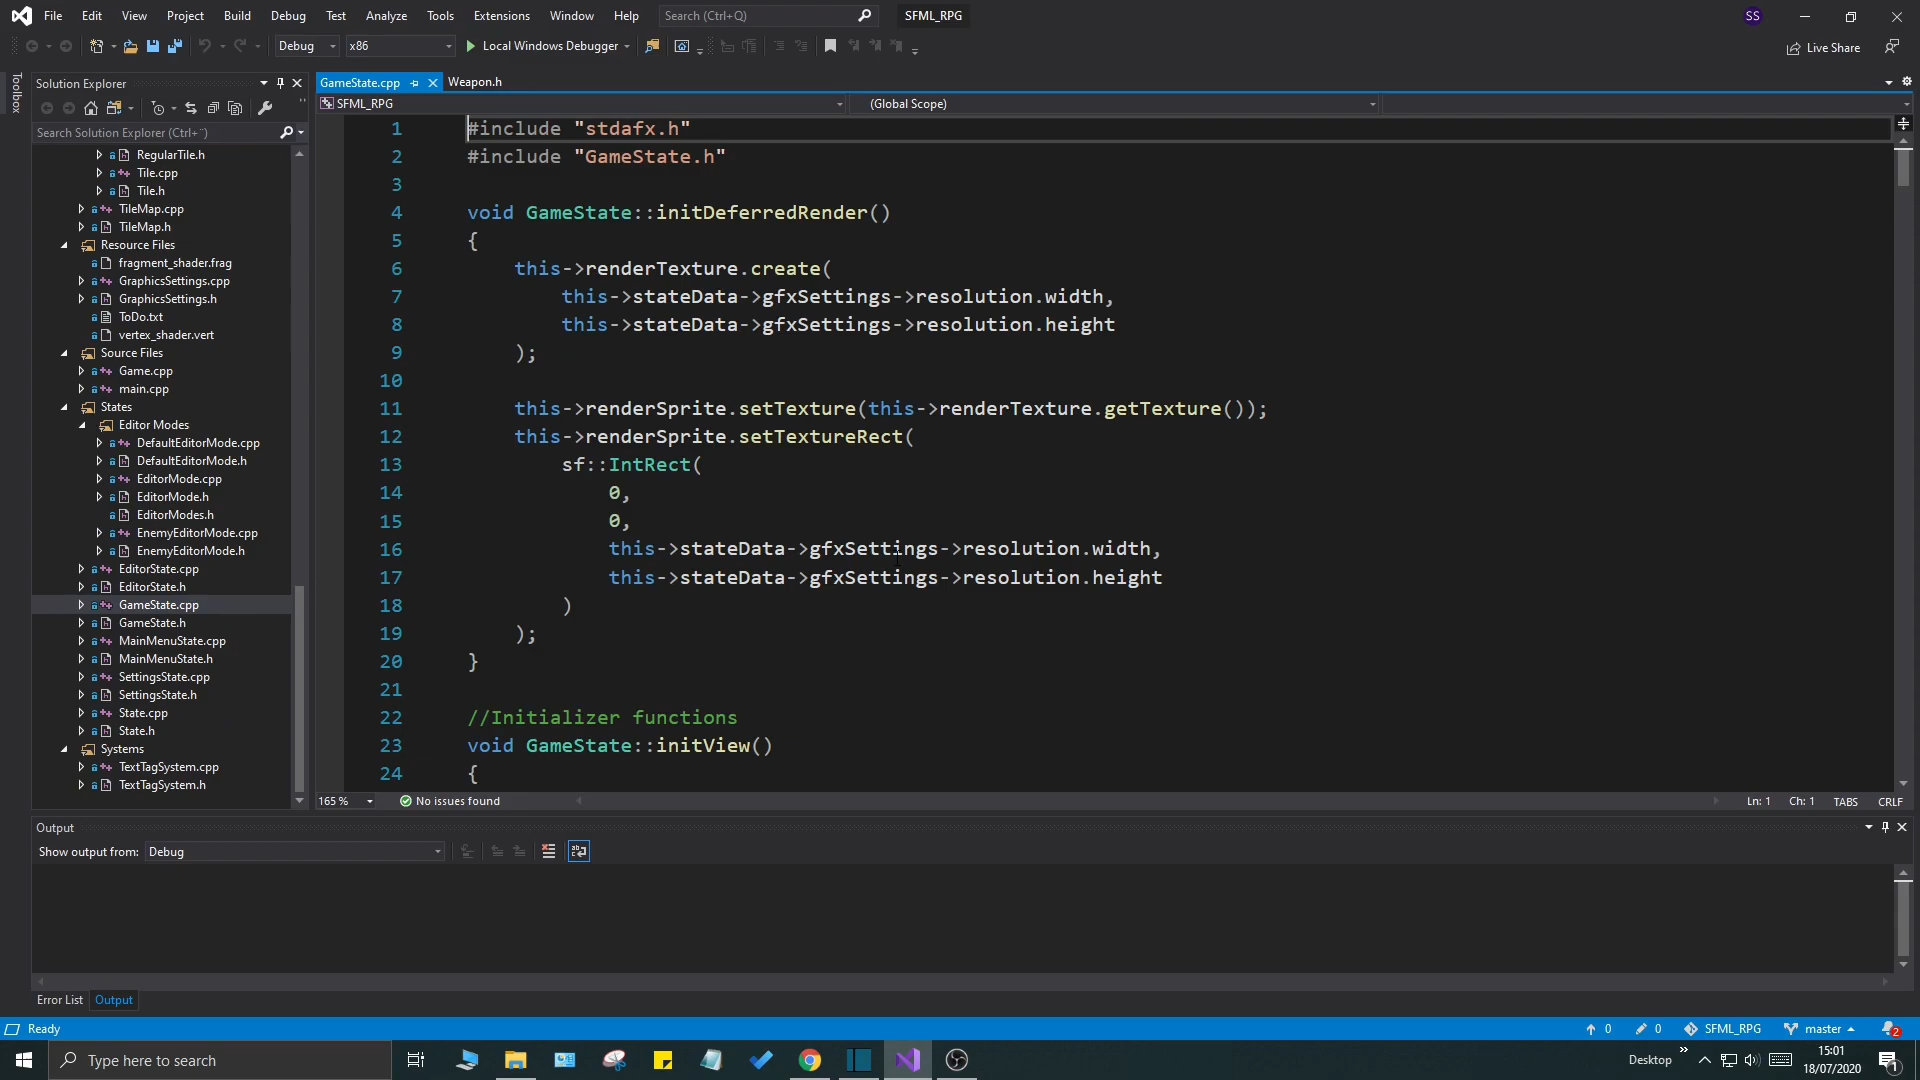 File Edit View Project Build Debug Test Analyze Tools Extensions Window Help Search (Ctrl+Q) SFML_RPG SS
Debug x86 Local Windows Debugger Live Share
Toolbox
Solution Explorer
Search Solution Explorer (Ctrl+¨)
RegularTile.h
Tile.cpp
Tile.h
TileMap.cpp
TileMap.h
Resource Files
fragment_shader.frag
GraphicsSettings.cpp
GraphicsSettings.h
ToDo.txt
vertex_shader.vert
Source Files
Game.cpp
main.cpp
States
Editor Modes
DefaultEditorMode.cpp
DefaultEditorMode.h
EditorMode.cpp
EditorMode.h
EditorModes.h
EnemyEditorMode.cpp
EnemyEditorMode.h
EditorState.cpp
EditorState.h
GameState.cpp
GameState.h
MainMenuState.cpp
MainMenuState.h
SettingsState.cpp
SettingsState.h
State.cpp
State.h
Systems
TextTagSystem.cpp
TextTagSystem.h
GameState.cpp Weapon.h
SFML_RPG (Global Scope)
1 #include "stdafx.h"
2 #include "GameState.h"
3
4 void GameState::initDeferredRender()
5 {
6 this->renderTexture.create(
7 this->stateData->gfxSettings->resolution.width,
8 this->stateData->gfxSettings->resolution.height
9 );
10
11 this->renderSprite.setTexture(this->renderTexture.getTexture());
12 this->renderSprite.setTextureRect(
13 sf::IntRect(
14 0,
15 0,
16 this->stateData->gfxSettings->resolution.width,
17 this->stateData->gfxSettings->resolution.height
18 )
19 );
20 }
21
22 //Initializer functions
23 void GameState::initView()
24 {
165 % No issues found Ln: 1 Ch: 1 TABS CRLF
Output
Show output from: Debug
Error List Output
Ready 0 0 SFML_RPG master 2
Type here to search Desktop 15:01
18/07/2020 1